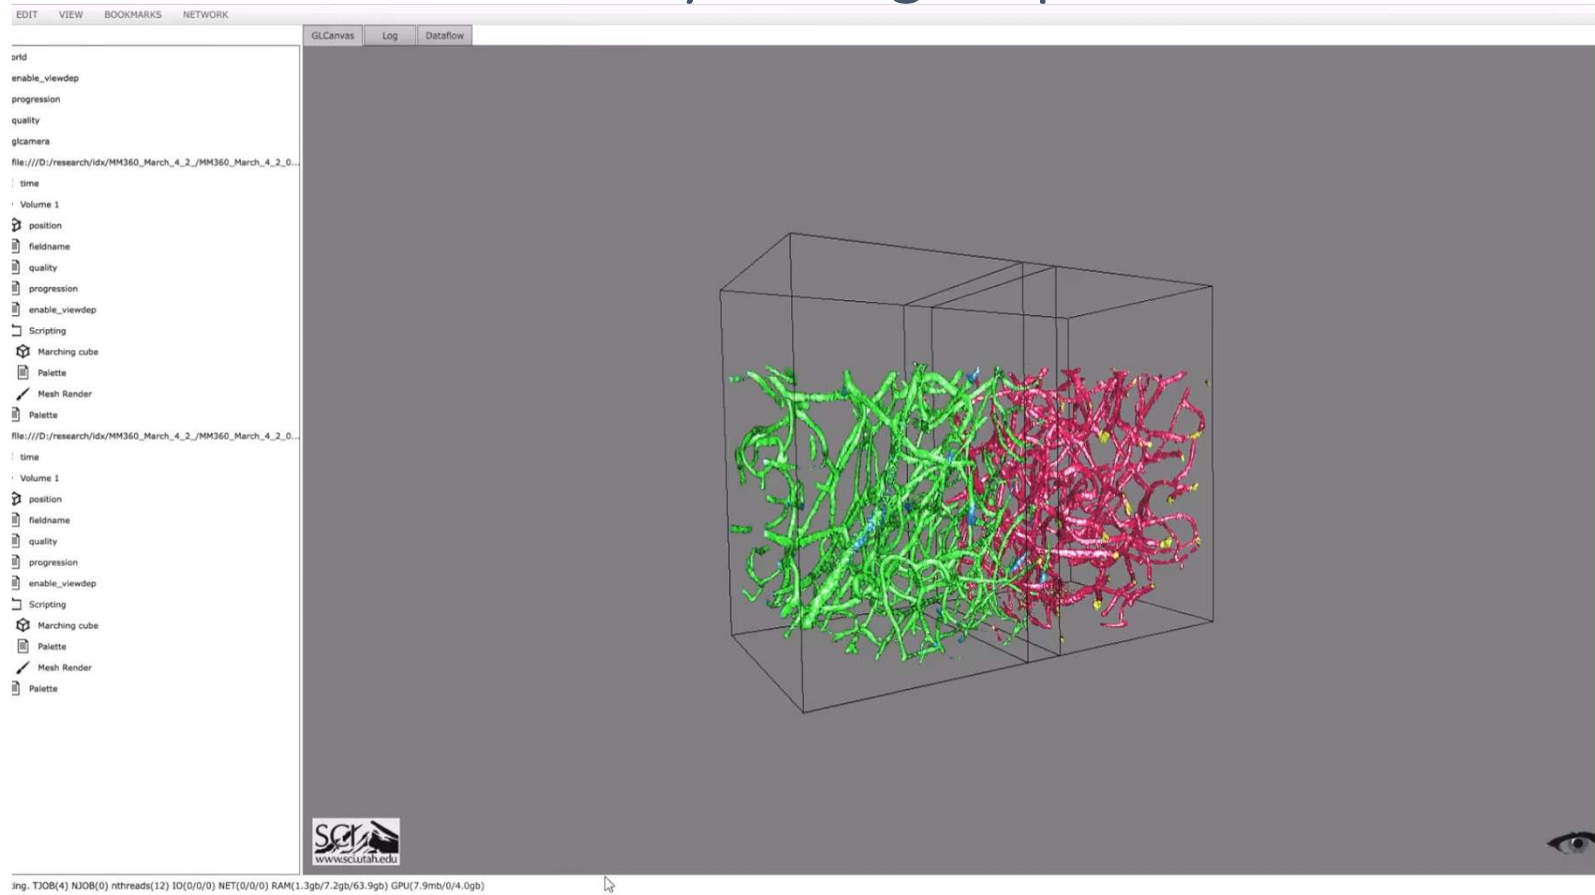 EDIT VIEW BOOKMARKS NETWORK
GLCanvas Log Dataflow
enable_viewdep
progression
quality
glcamera
file:///D:/research/idx/MM360_March_4_2_/MM360_March_4_2_0...
time
Volume 1
position
fieldname
quality
progression
enable_viewdep
Scripting
Marching cube
Palette
Mesh Render
Palette
file:///D:/research/idx/MM360_March_4_2_/MM360_March_4_2_0...
time
Volume 1
position
fieldname
quality
progression
enable_viewdep
Scripting
Marching cube
Palette
Mesh Render
Palette
SCI
www.sci.utah.edu
TJOB(4) NJOB(0) nthreads(12) IO(0/0/0) NET(0/0/0) RAM(1.3gb/7.2gb/63.9gb) GPU(7.9mb/0/4.0gb)